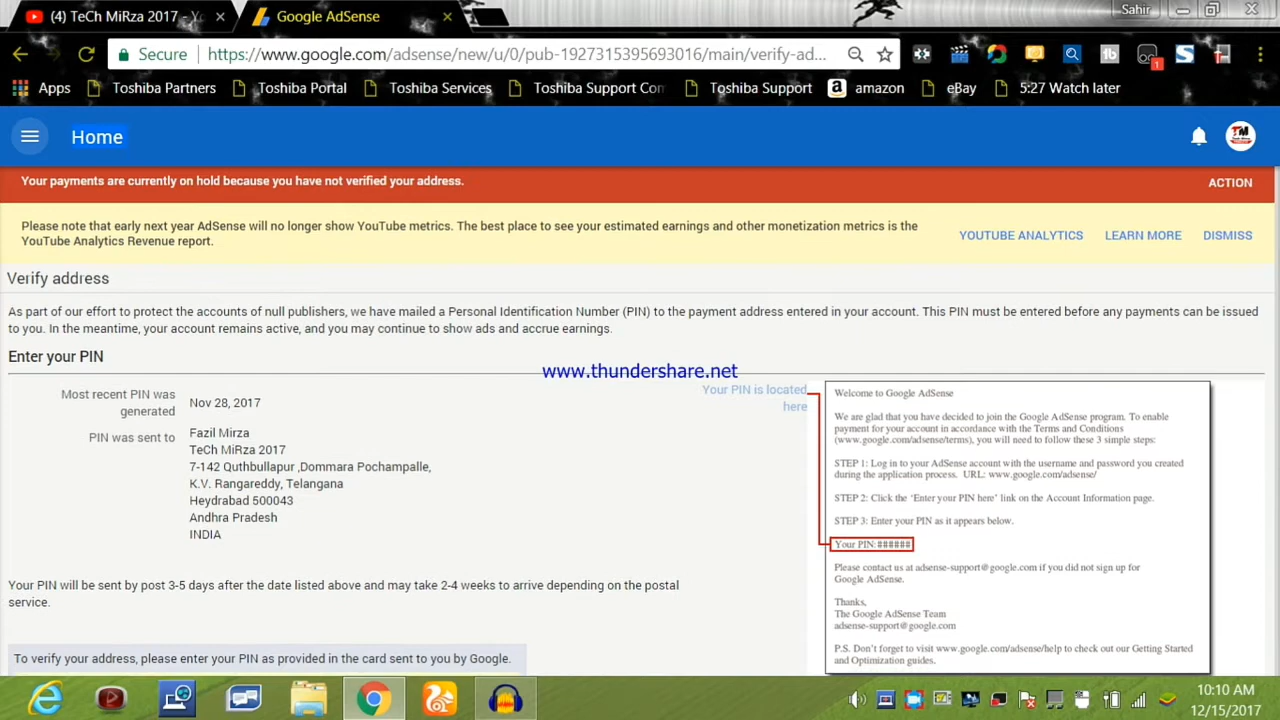 (4) TeCh MiRza 2017 - Yo
Google AdSense
Sahir
Secure
https://www.google.com/adsense/new/u/0/pub-1927315395693016/main/verify-ad...
Apps
Toshiba Partners
Toshiba Portal
Toshiba Services
Toshiba Support Con
Toshiba Support
amazon
eBay
5:27 Watch later
Home
TM
Your payments are currently on hold because you have not verified your address.
ACTION
Please note that early next year AdSense will no longer show YouTube metrics. The best place to see your estimated earnings and other monetization metrics is the
YouTube Analytics Revenue report.
YOUTUBE ANALYTICS
LEARN MORE
DISMISS
Verify address
As part of our effort to protect the accounts of null publishers, we have mailed a Personal Identification Number (PIN) to the payment address entered in your account. This PIN must be entered before any payments can be issued
to you. In the meantime, your account remains active, and you may continue to show ads and accrue earnings.
Enter your PIN
www.thundershare.net
Most recent PIN was
generated
Nov 28, 2017
PIN was sent to
Fazil Mirza
TeCh MiRza 2017
7-142 Quthbullapur ,Dommara Pochampalle,
K.V. Rangareddy, Telangana
Heydrabad 500043
Andhra Pradesh
INDIA
Your PIN will be sent by post 3-5 days after the date listed above and may take 2-4 weeks to arrive depending on the postal
service.
To verify your address, please enter your PIN as provided in the card sent to you by Google.
Your PIN is located
here
Welcome to Google AdSense
We are glad that you have decided to join the Google AdSense program. To enable
payment for your account in accordance with the Terms and Conditions
(www.google.com/adsense/terms), you will need to follow these 3 simple steps:
STEP 1: Log in to your AdSense account with the username and password you created
during the application process. URL: www.google.com/adsense/
STEP 2: Click the 'Enter your PIN here' link on the Account Information page.
STEP 3: Enter your PIN as it appears below.
Your PIN: ######
Please contact us at adsense-support@google.com if you did not sign up for
Google AdSense.
Thanks,
The Google AdSense Team
adsense-support@google.com
P.S. Don't forget to visit www.google.com/adsense/help to check out our Getting Started
and Optimization guides.
10:10 AM
12/15/2017